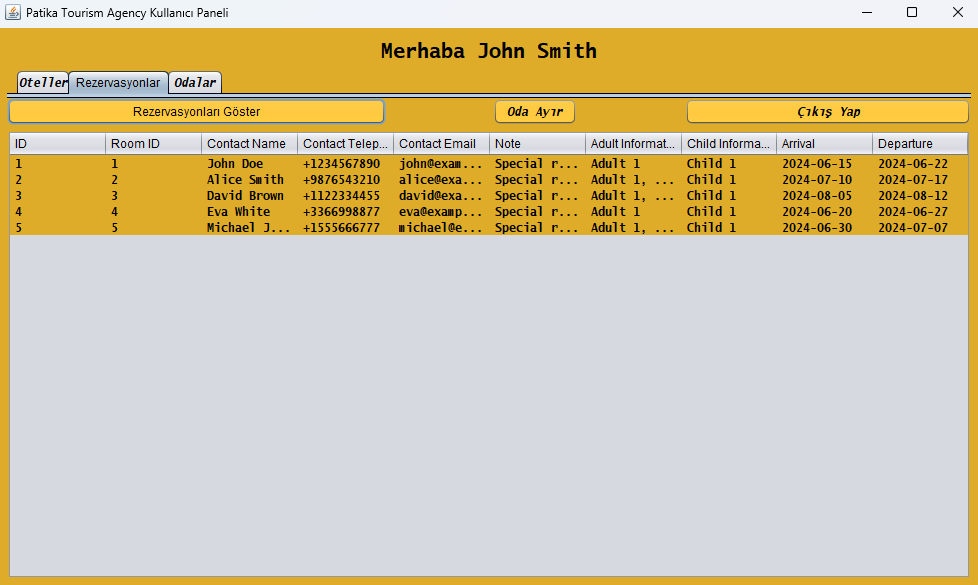 Patika Tourism Agency Kullanıcı Paneli
Merhaba John Smith
Oteller Rezervasyonlar Odalar
Rezervasyonları Göster Oda Ayır Çıkış Yap
ID Room ID Contact Name Contact Telep... Contact Email Note Adult Informat... Child Informa... Arrival Departure
1 1 John Doe +1234567890 john@exam... Special r... Adult 1 Child 1 2024-06-15 2024-06-22
2 2 Alice Smith +9876543210 alice@exa... Special r... Adult 1, ... Child 1 2024-07-10 2024-07-17
3 3 David Brown +1122334455 david@exa... Special r... Adult 1, ... Child 1 2024-08-05 2024-08-12
4 4 Eva White +3366998877 eva@examp... Special r... Adult 1 Child 1 2024-06-20 2024-06-27
5 5 Michael J... +1555666777 michael@e... Special r... Adult 1, ... Child 1 2024-06-30 2024-07-07